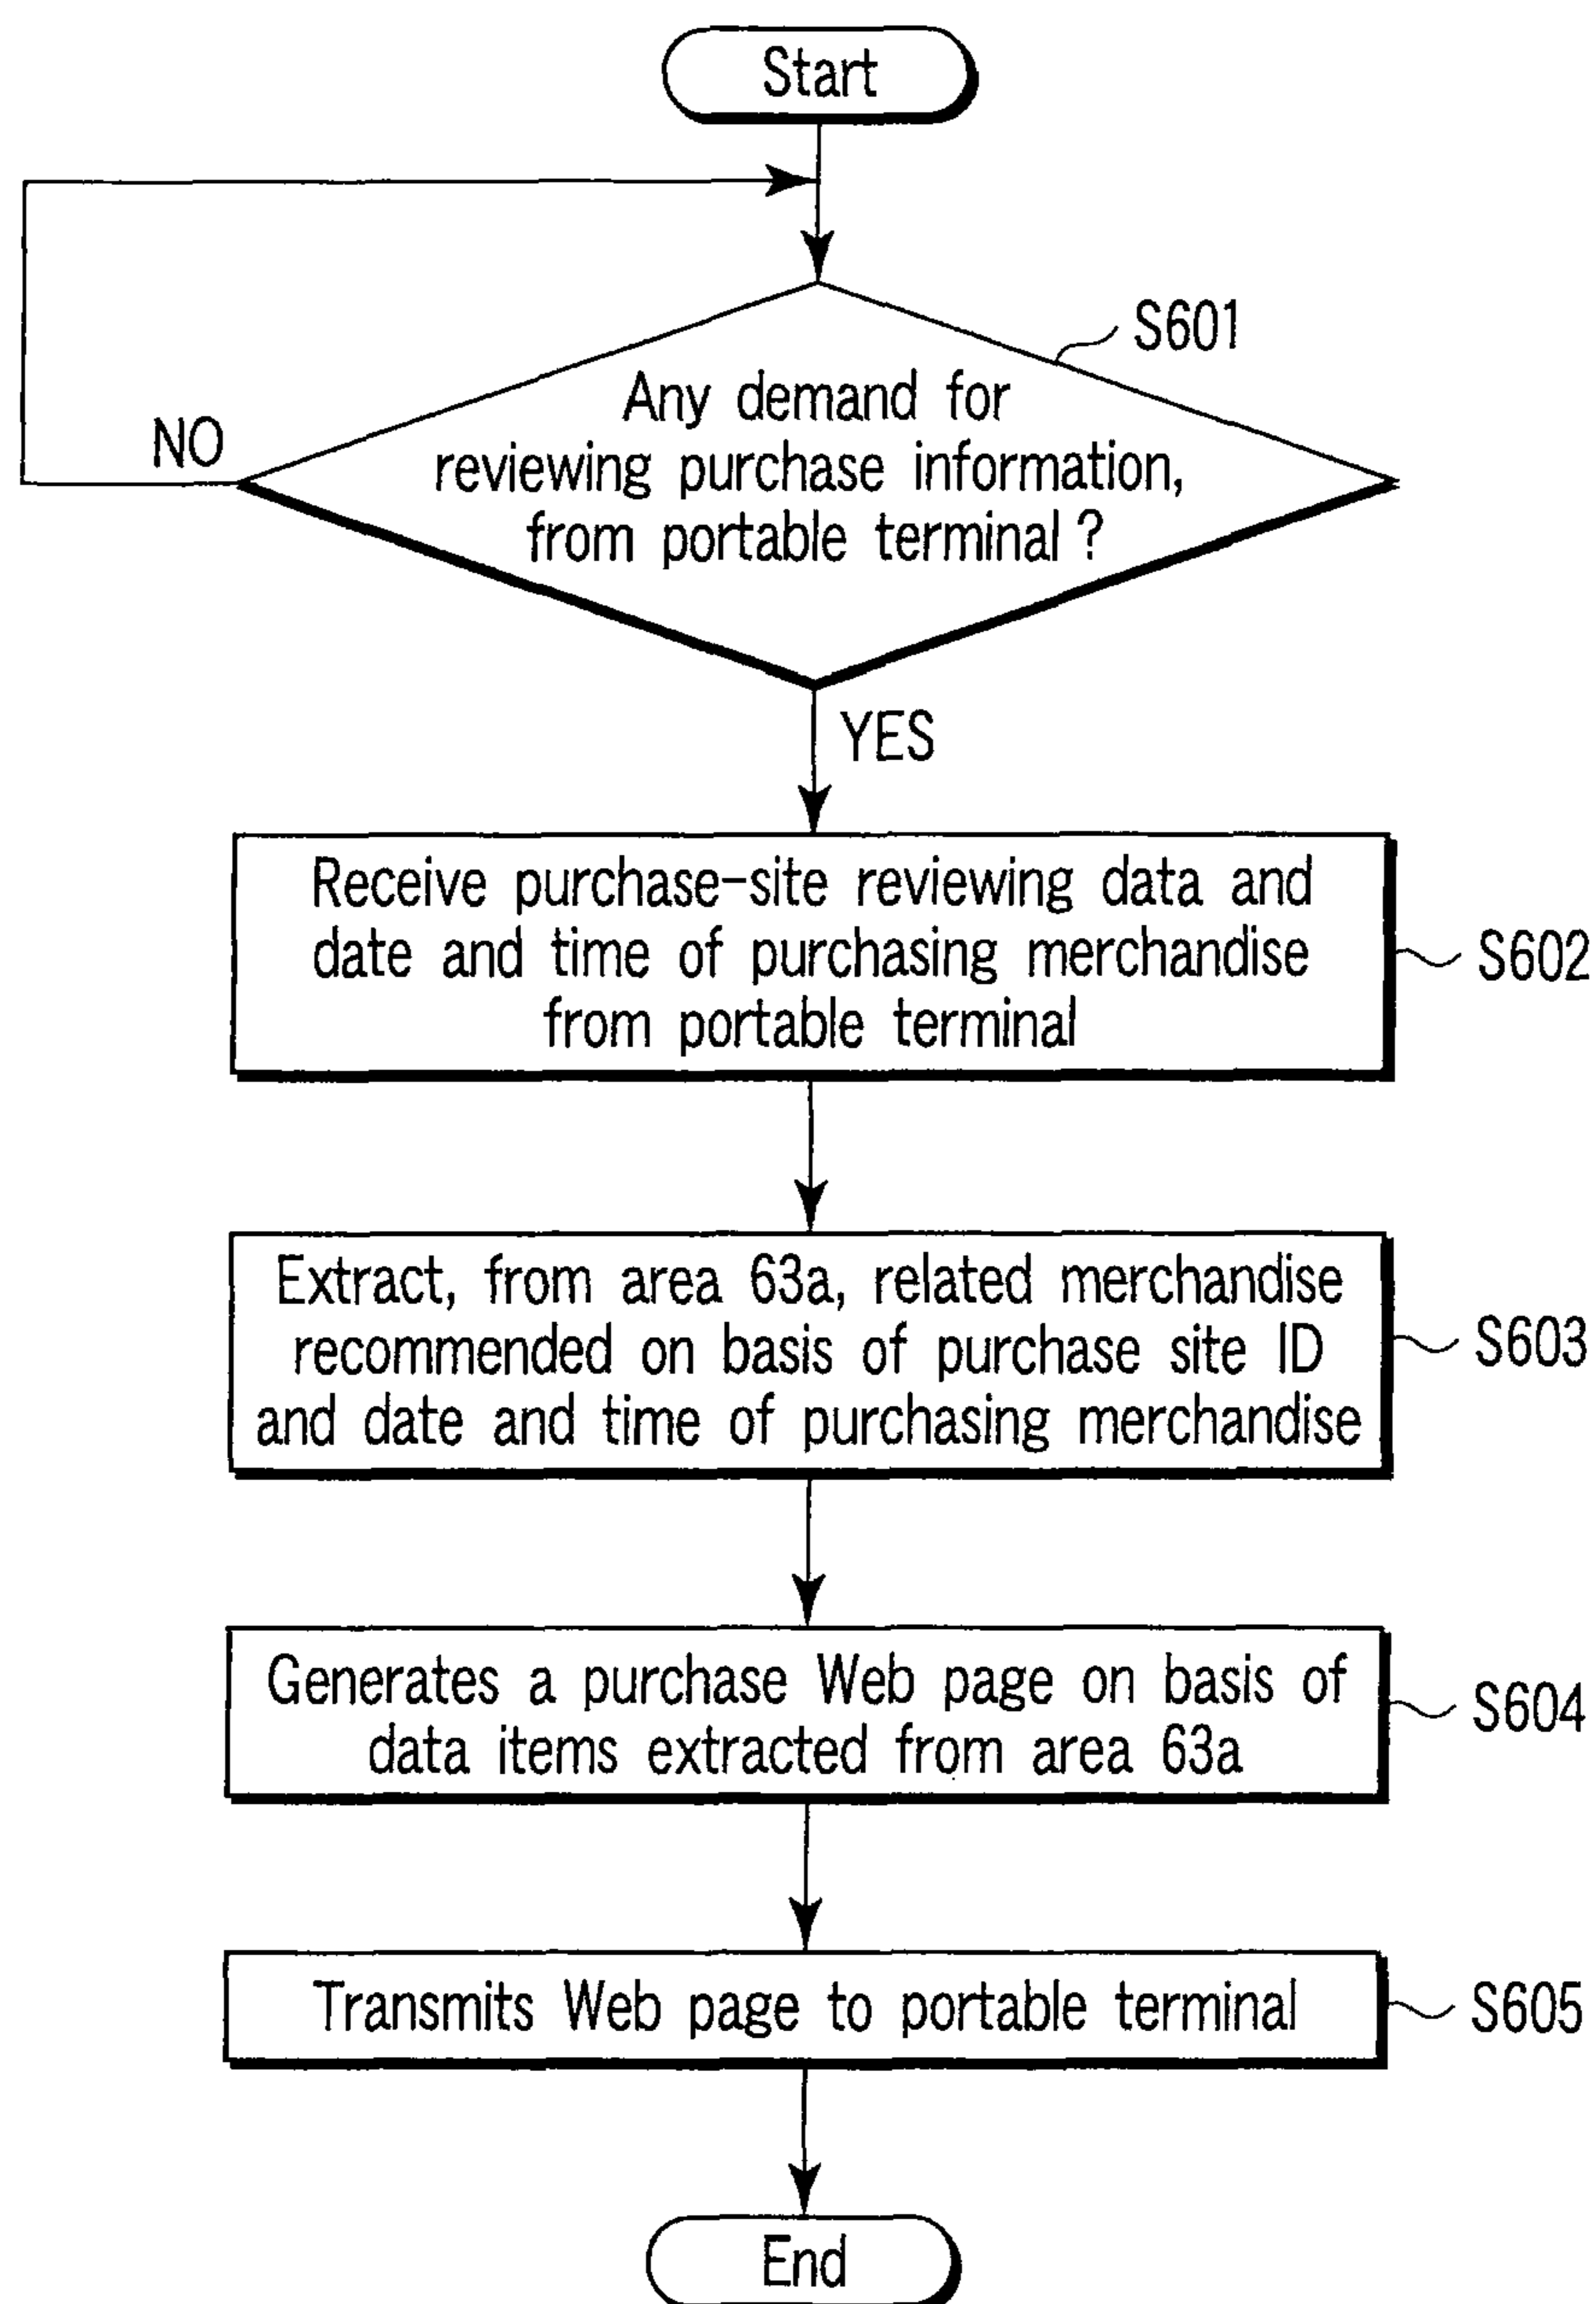 Start
S601
Any demand for
NO
reviewing purchase information,
from portable terminal ?
YES
Receive purchase-site reviewing data and
date and time of purchasing merchandise
from portable terminal
S602
Extract, from area 63a, related merchandise
recommended on basis of purchase site ID
and date and time of purchasing merchandise
S603
Generates a purchase Web page on basis of
data items extracted from area 63a
S604
Transmits Web page to portable terminal
S605
End